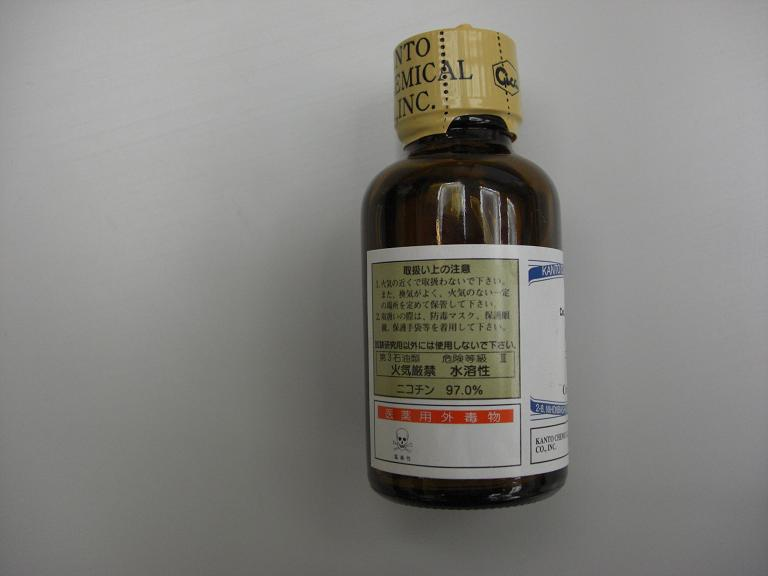 NTO
EMICAL
.,INC.
取扱い上の注意
1.火気の近くで取扱わないで下さい。
また、換気がよく、火気のない一定
の場所を定めて保管して下さい。
2.取扱いの際は、防毒マスク、保護眼
鏡、保護手袋等を着用して下さい。
試験研究用以外には使用しないで下さい。
第3石油類 危険等級 Ⅲ
火気厳禁 水溶性
ニコチン 97.0%
医薬用外毒物
KANTO
2-8, NIHONBASHI
KANTO CHEM
CO., INC.